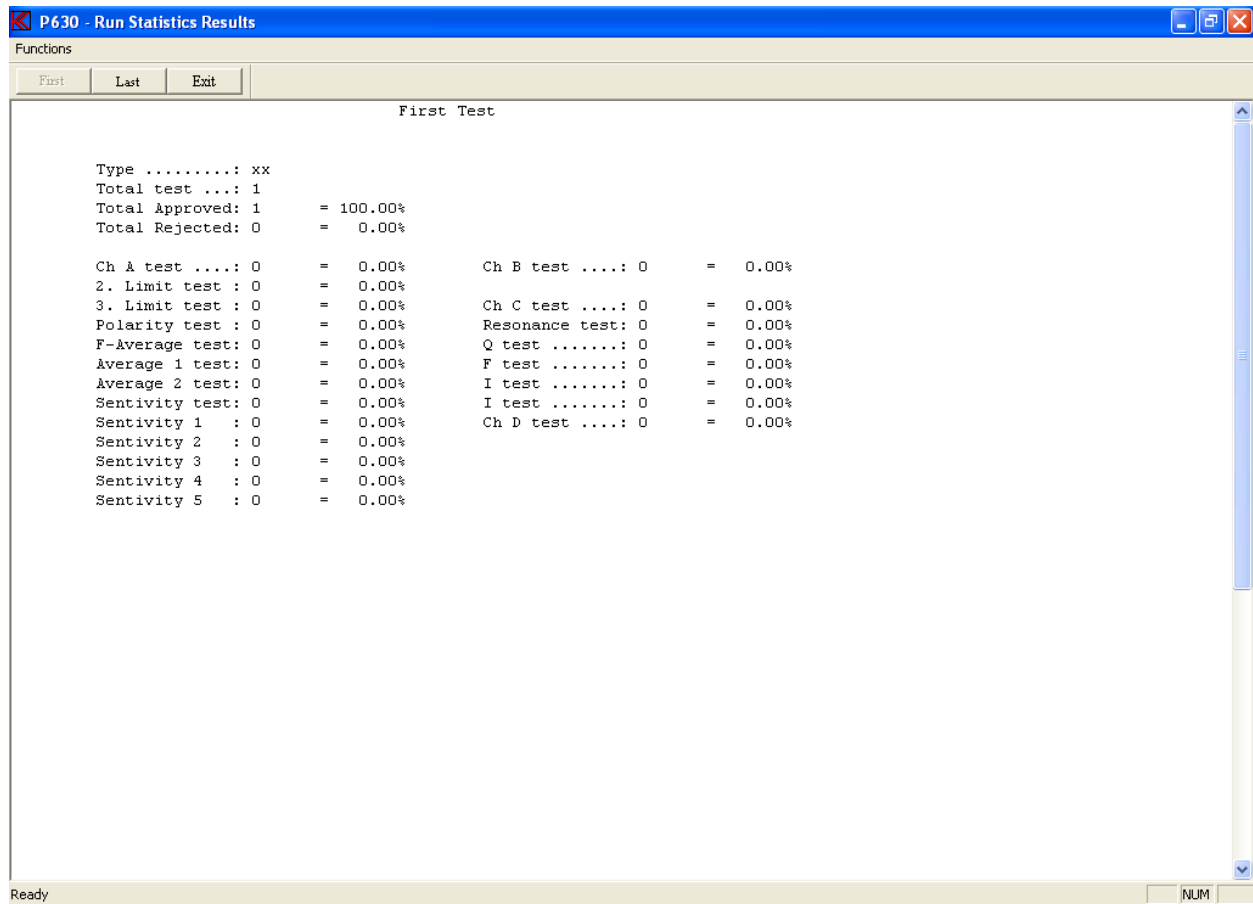 P630 - Run Statistics Results
Functions
First Last Exit
First Test
Type .........: xx
Total test ...: 1
Total Approved: 1 = 100.00%
Total Rejected: 0 = 0.00%
Ch A test ....: 0 = 0.00% Ch B test ....: 0 = 0.00%
2. Limit test : 0 = 0.00%
3. Limit test : 0 = 0.00% Ch C test ....: 0 = 0.00%
Polarity test : 0 = 0.00% Resonance test: 0 = 0.00%
F-Average test: 0 = 0.00% Q test .......: 0 = 0.00%
Average 1 test: 0 = 0.00% F test .......: 0 = 0.00%
Average 2 test: 0 = 0.00% I test .......: 0 = 0.00%
Sentivity test: 0 = 0.00% I test .......: 0 = 0.00%
Sentivity 1 : 0 = 0.00% Ch D test ....: 0 = 0.00%
Sentivity 2 : 0 = 0.00%
Sentivity 3 : 0 = 0.00%
Sentivity 4 : 0 = 0.00%
Sentivity 5 : 0 = 0.00%
Ready NUM